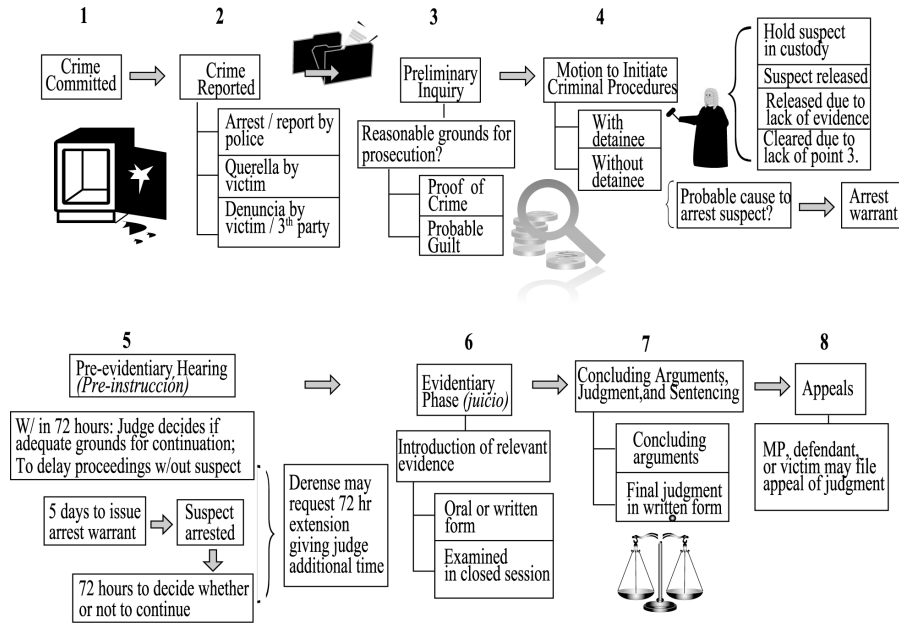 1
Crime
Committed
2
Crime
Reported
Arrest / report by
police
Querella by
victim
Denuncia by
victim / 3th party
3
Preliminary
Inquiry
Reasonable grounds for
prosecution?
Proof of
Crime
Probable
Guilt
4
Motion to Initiate
Criminal Procedures
With
detainee
Without
detainee
Hold suspect
in custody
Suspect released
Released due to
lack of evidence
Cleared due to
lack of point 3.
Probable cause to
arrest suspect?
Arrest
warrant
5
Pre-evidentiary Hearing
(Pre-instrucción)
W/ in 72 hours: Judge decides if
adequate grounds for continuation;
To delay proceedings w/out suspect
5 days to issue
arrest warrant
Suspect
arrested
72 hours to decide whether
or not to continue
Derense may
request 72 hr
extension
giving judge
additional time
6
Evidentiary
Phase (juicio)
Introduction of relevant
evidence
Oral or written
form
Examined
in closed session
7
Concluding Arguments,
Judgment,and Sentencing
Concluding
arguments
Final judgment
in written form
8
Appeals
MP, defendant,
or victim may file
appeal of judgment